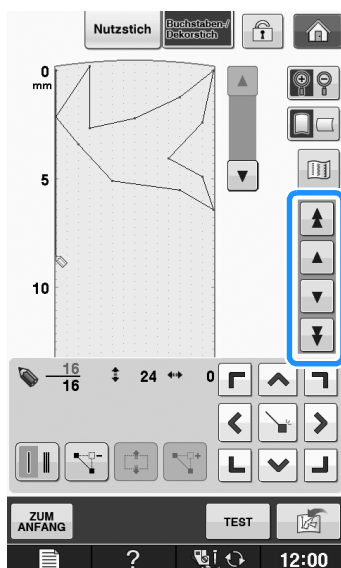 Nutzstich
Buchstaben-/
Dekorstich
0
mm
5
10
16
16
24
0
ZUM
ANFANG
TEST
?
12:00